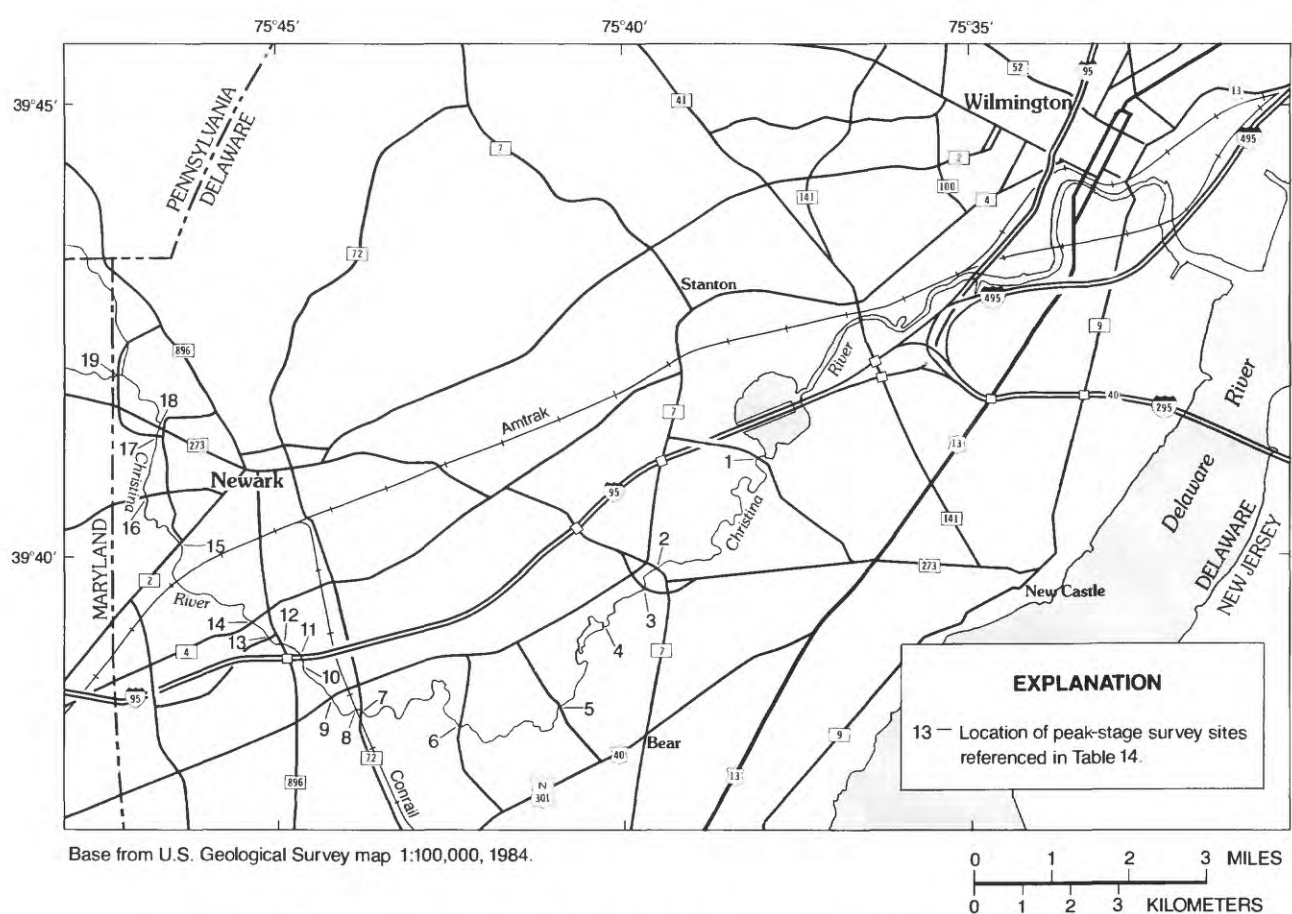 75°45′
75°40′
75°35′
39°45′
39°40′
PENNSYLVANIA
DELAWARE
Wilmington
52
95
13
495
41
7
2
100
4
141
72
Stanton
495
9
River
896
19
18
17
273
Newark
Christina
16
15
MARYLAND
2
River
Amtrak
7
1
95
Christina
13
40
295
River
Delaware
DELAWARE
NEW JERSEY
141
273
New Castle
2
3
4
7
14
13
12
11
10
4
95
9
8
7
72
6
5
Bear
40
301
13
9
896
Conrail
EXPLANATION
13 — Location of peak-stage survey sites
referenced in Table 14.
Base from U.S. Geological Survey map 1:100,000, 1984.
0 1 2 3 MILES
0 1 2 3 KILOMETERS